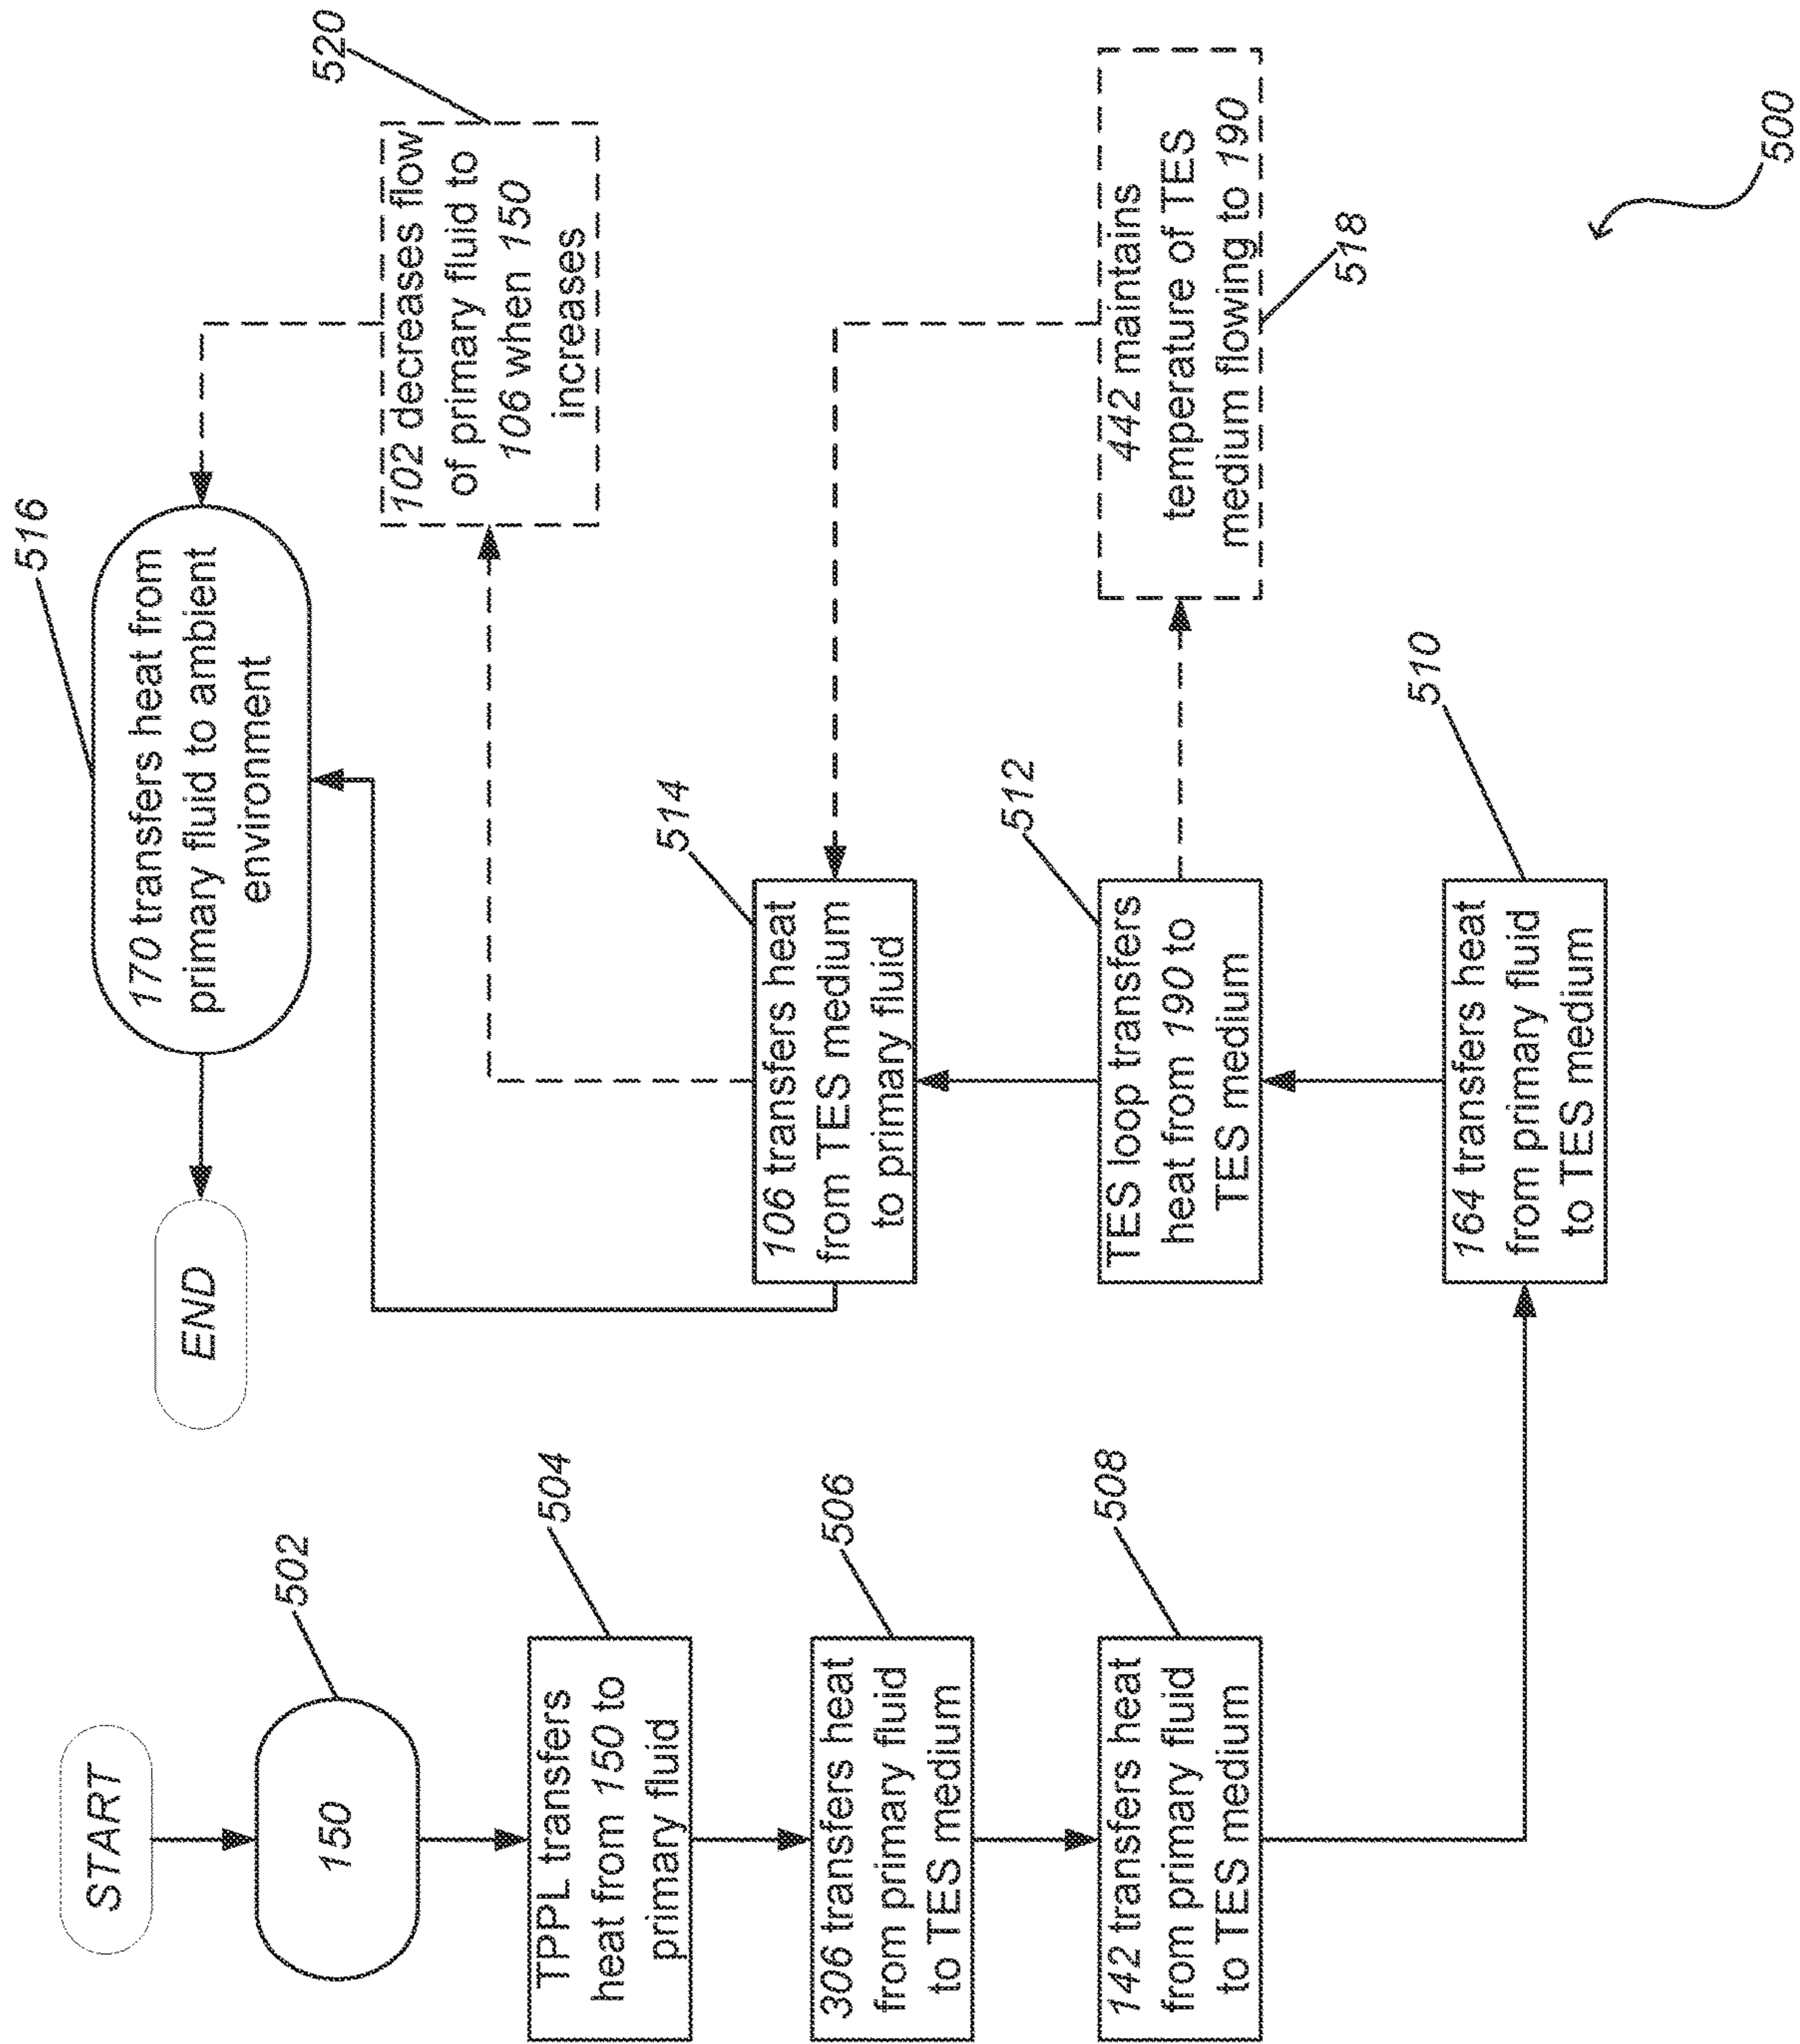 START
150
502
TPPL transfers
heat from 150 to
primary fluid
504
306 transfers heat
from primary fluid
to TES medium
506
142 transfers heat
from primary fluid
to TES medium
508
164 transfers heat
from primary fluid
to TES medium
510
TES loop transfers
heat from 190 to
TES medium
512
106 transfers heat
from TES medium
to primary fluid
514
170 transfers heat from
primary fluid to ambient
environment
516
END
442 maintains
temperature of TES
medium flowing to 190
518
102 decreases flow
of primary fluid to
106 when 150
increases
520
500